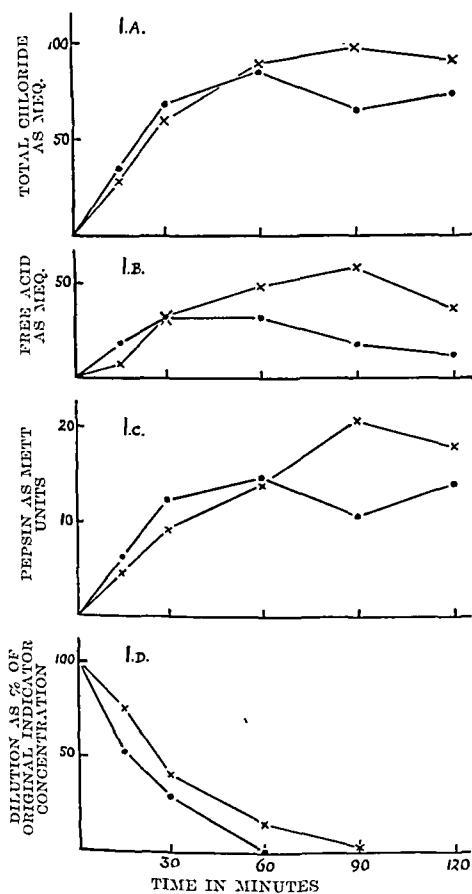 I.A.
100
50
TOTAL CHLORIDE
AS MEQ.
I.B.
50
FREE ACID
AS MEQ.
I.C.
20
10
PEPSIN AS METT
UNITS
I.D.
100
50
DILUTION AS % OF
ORIGINAL INDICATOR
CONCENTRATION
30 60 90 120
TIME IN MINUTES